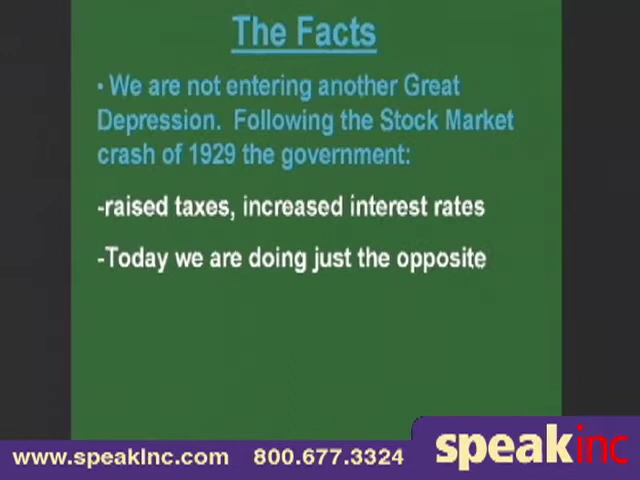 The Facts
• We are not entering another Great
Depression. Following the Stock Market
crash of 1929 the government:
-raised taxes, increased interest rates
-Today we are doing just the opposite
www.speakInc.com 800.677.3324
speakinc